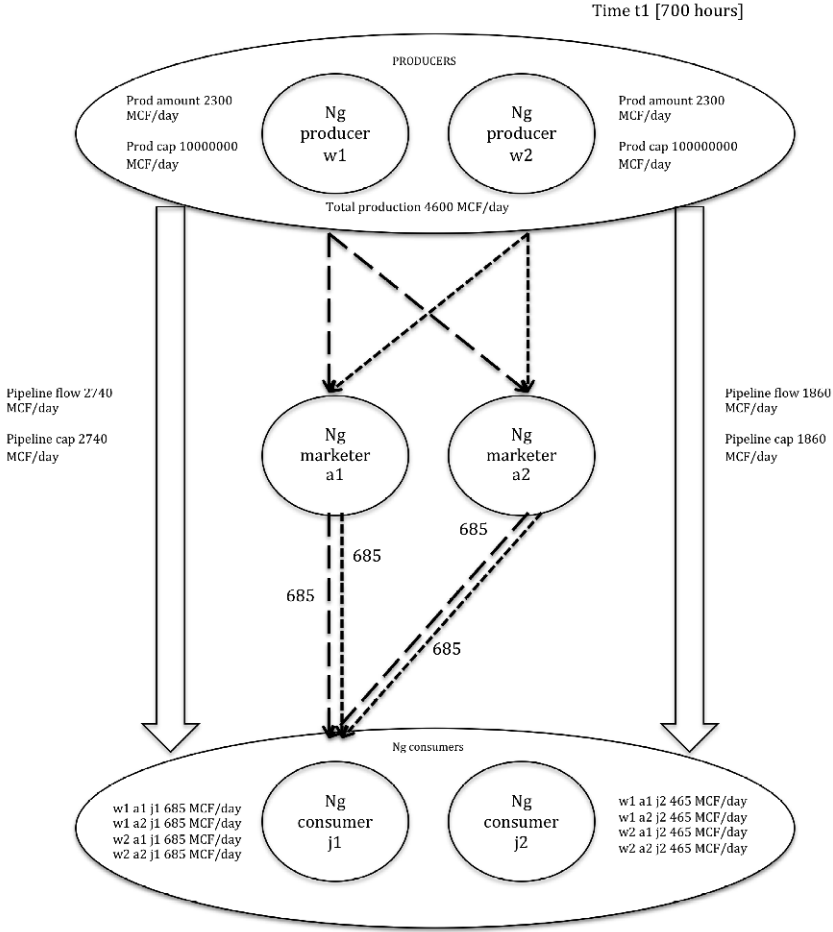 Time t1 [700 hours]
PRODUCERS
Prod amount 2300
MCF/day
Prod cap 10000000
MCF/day
Ng
producer
w1
Ng
producer
w2
Prod amount 2300
MCF/day
Prod cap 100000000
MCF/day
Total production 4600 MCF/day
Pipeline flow 2740
MCF/day
Pipeline cap 2740
MCF/day
Ng
marketer
a1
Ng
marketer
a2
Pipeline flow 1860
MCF/day
Pipeline cap 1860
MCF/day
685
685
685
685
Ng consumers
w1 a1 j1 685 MCF/day
w1 a2 j1 685 MCF/day
w2 a1 j1 685 MCF/day
w2 a2 j1 685 MCF/day
Ng
consumer
j1
Ng
consumer
j2
w1 a1 j2 465 MCF/day
w1 a2 j2 465 MCF/day
w2 a1 j2 465 MCF/day
w2 a2 j2 465 MCF/day